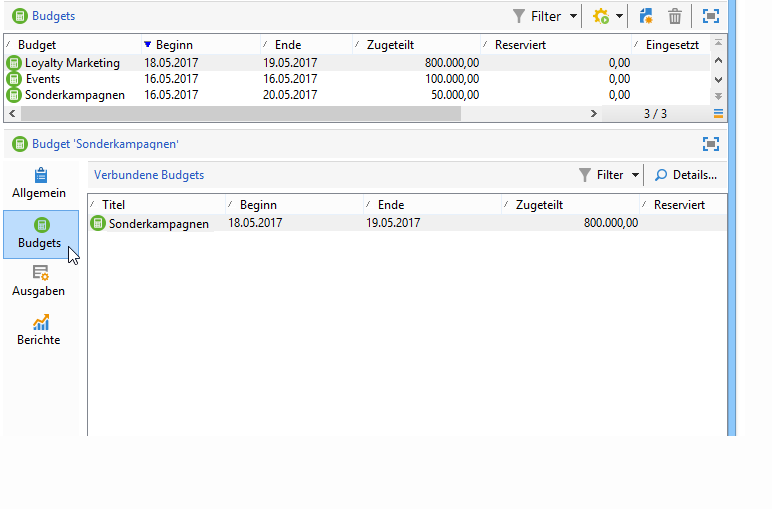 Budgets Filter
Budget Beginn Ende Zugeteilt Reserviert Eingesetzt
Loyalty Marketing 18.05.2017 19.05.2017 800.000,00 0,00
Events 16.05.2017 16.05.2017 100.000,00 0,00
Sonderkampagnen 16.05.2017 20.05.2017 50.000,00 0,00
3 / 3
Budget 'Sonderkampagnen'
Allgemein
Verbundene Budgets Filter Details...
Titel Beginn Ende Zugeteilt Reserviert
Sonderkampagnen 18.05.2017 19.05.2017 800.000,00
Budgets
Ausgaben
Berichte